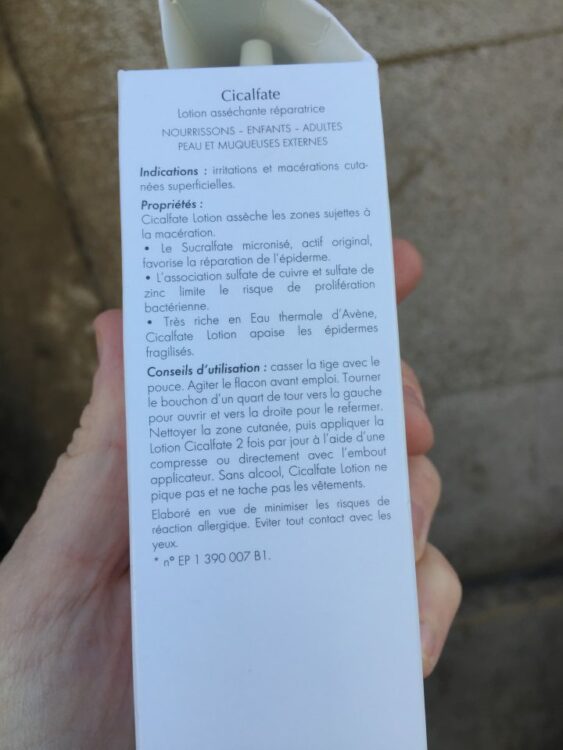 Cicalfate
Lotion asséchante réparatrice
NOURRISSONS - ENFANTS - ADULTES
PEAU ET MUQUEUSES EXTERNES
Indications : irritations et macérations cuta-
nées superficielles.
Propriétés :
Cicalfate Lotion assèche les zones sujettes à
la macération.
• Le Sucralfate micronisé, actif original,
favorise la réparation de l'épiderme.
• L'association sulfate de cuivre et sulfate de
zinc limite le risque de prolifération
bactérienne.
• Très riche en Eau thermale d'Avène,
Cicalfate Lotion apaise les épidermes
fragilisés.
Conseils d'utilisation : casser la tige avec le
pouce. Agiter le flacon avant emploi. Tourner
le bouchon d'un quart de tour vers la gauche
pour ouvrir et vers la droite pour le refermer.
Nettoyer la zone cutanée, puis appliquer la
Lotion Cicalfate 2 fois par jour à l'aide d'une
compresse ou directement avec l'embout
applicateur. Sans alcool, Cicalfate Lotion ne
pique pas et ne tache pas les vêtements.
Elaboré en vue de minimiser les risques de
réaction allergique. Eviter tout contact avec les
yeux.
* n° EP 1 390 007 B1.